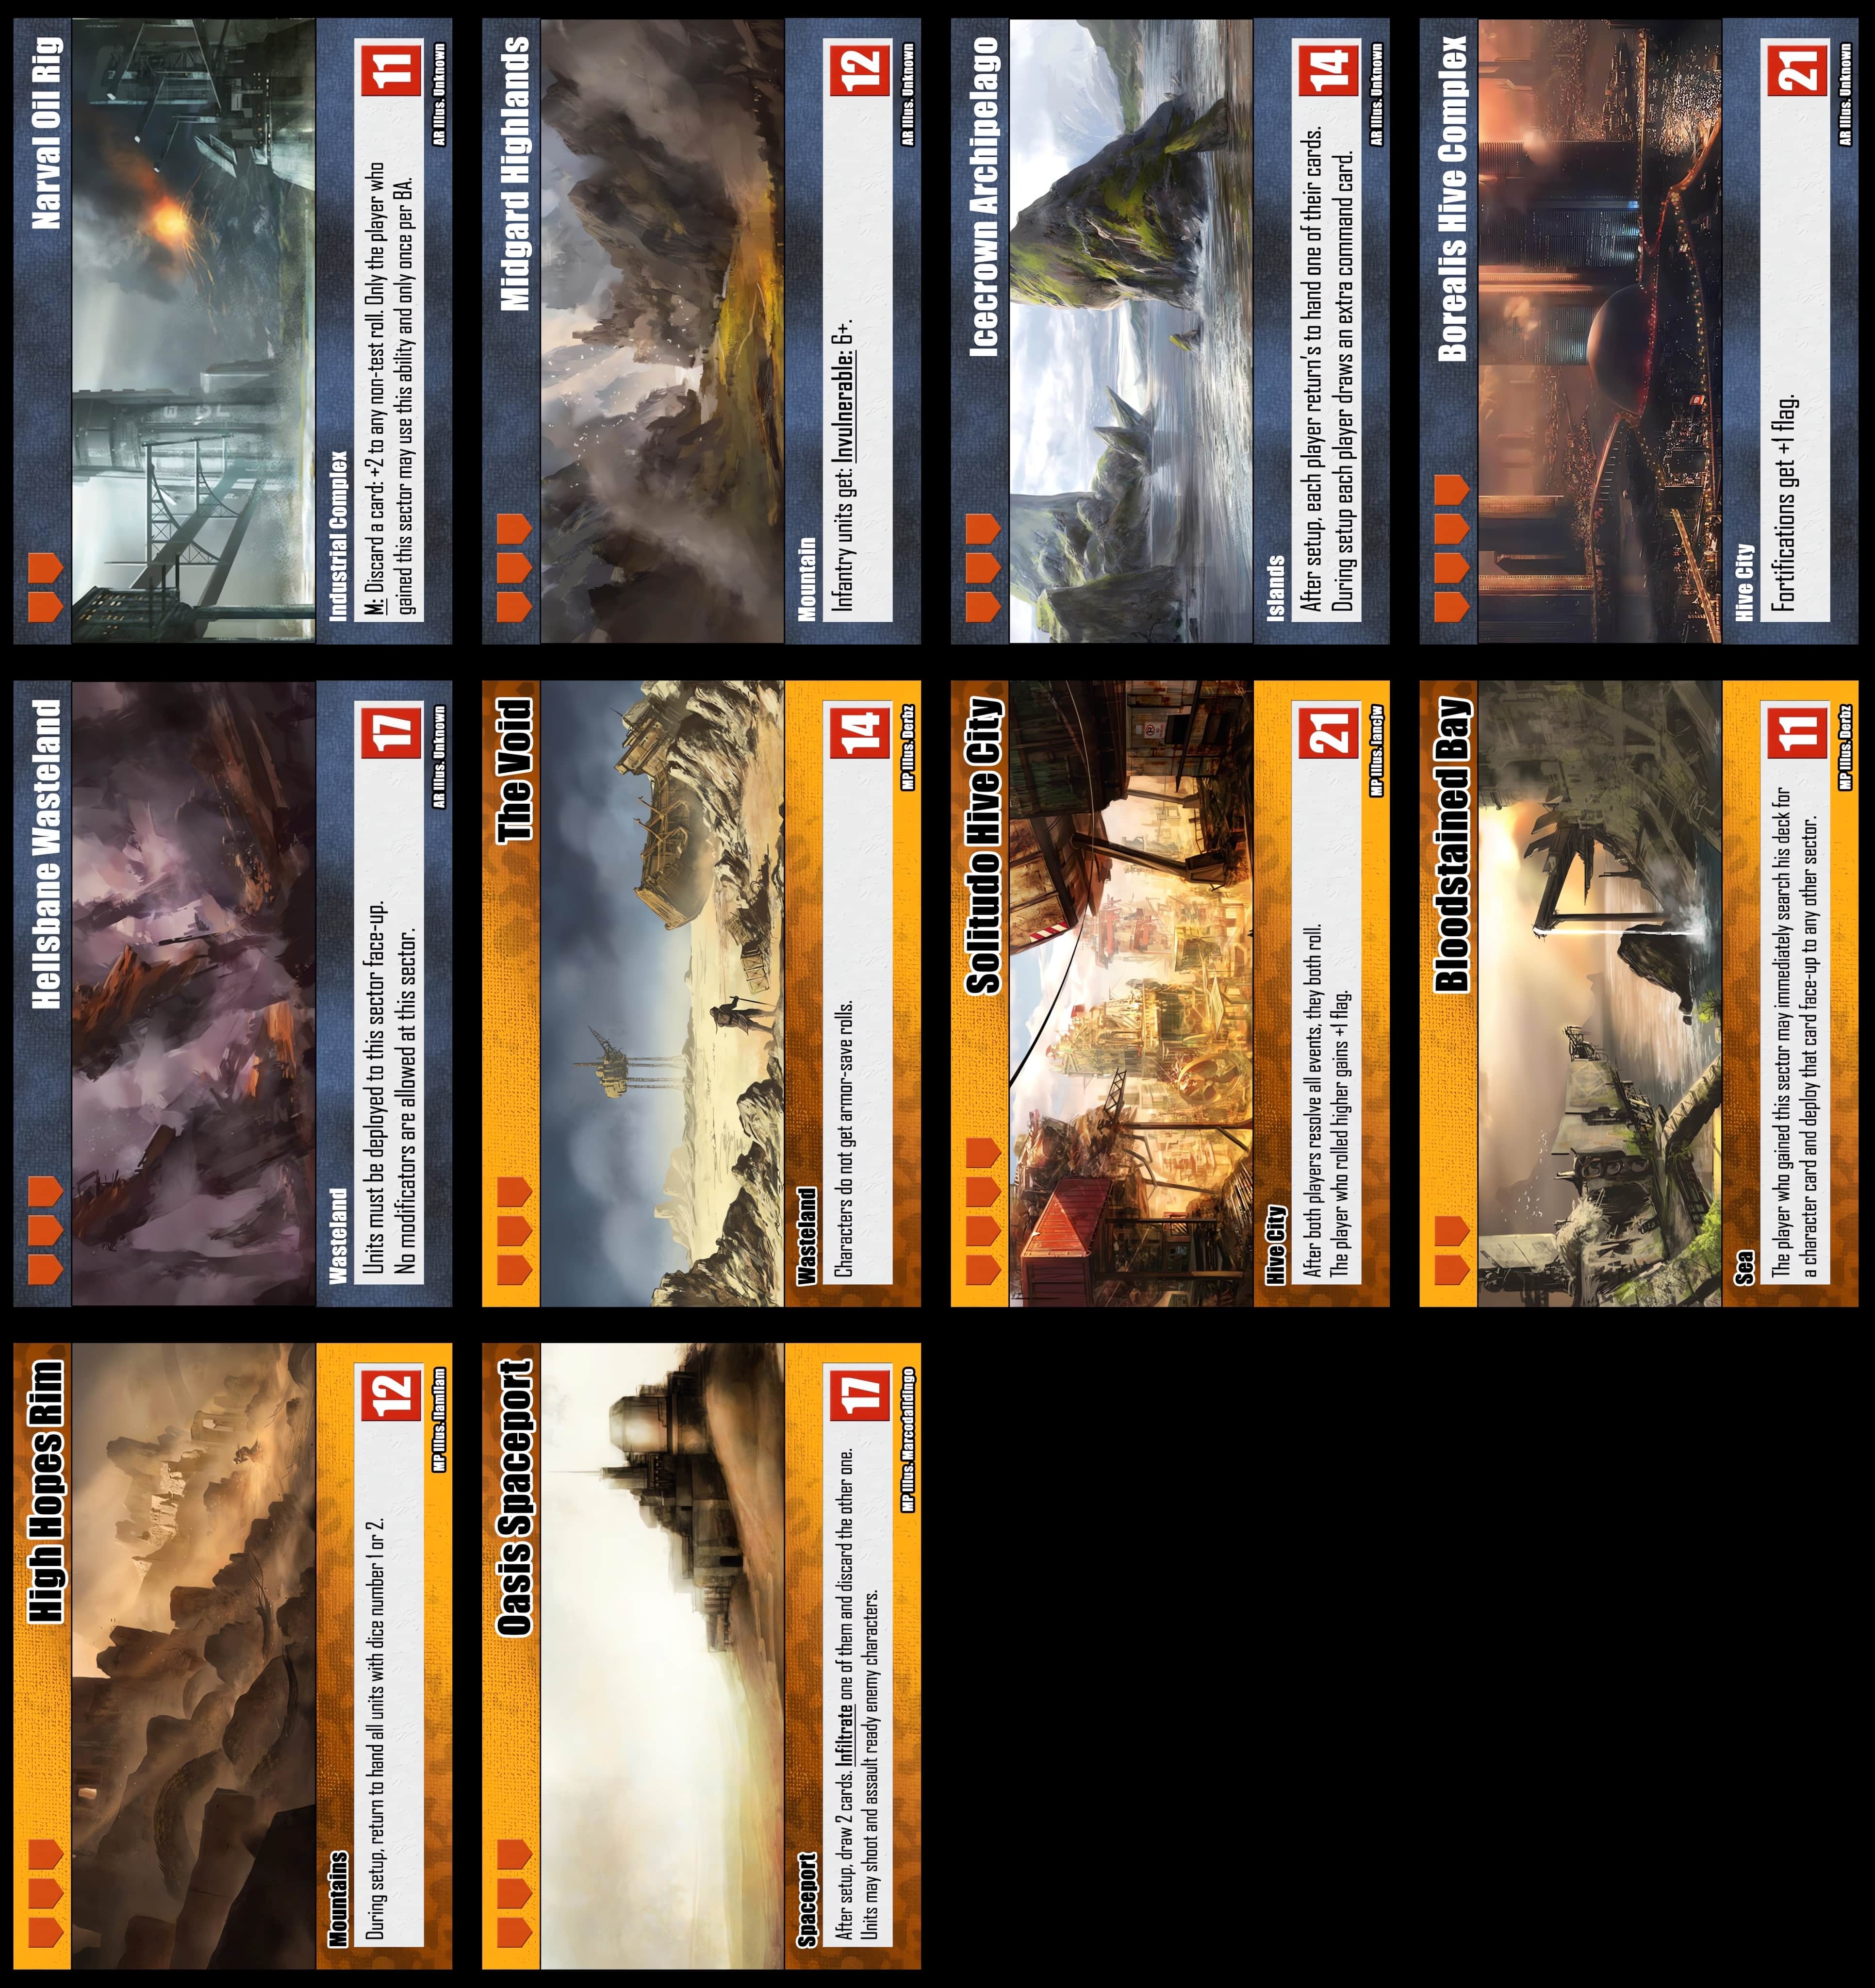 Narval Oil Rig
Industrial Complex
M: Discard a card: +2 to any non-test roll. Only the player who
gained this sector may use this ability and only once per BA.
11
AR Illus. Unknown
Midgard Highlands
Mountain
Infantry units get: Invulnerable: 6+.
12
AR Illus. Unknown
Icecrown Archipelago
Islands
After setup, each player return's to hand one of their cards.
During setup each player draws an extra command card.
14
AR Illus. Unknown
Borealis Hive Complex
Hive City
Fortifications get +1 flag.
21
AR Illus. Unknown
Hellsbane Wasteland
Wasteland
Units must be deployed to this sector face-up.
No modificators are allowed at this sector.
17
AR Illus. Unknown
The Void
Wasteland
Characters do not get armor-save rolls.
14
MP Illus. Derbz
Solitudo Hive City
Hive City
After both players resolve all events, they both roll.
The player who rolled higher gains +1 flag.
21
MP Illus. Iancjw
Bloodstained Bay
Sea
The player who gained this sector may immediately search his deck for
a character card and deploy that card face-up to any other sector.
11
MP Illus. Derbz
High Hopes Rim
Mountains
During setup, return to hand all units with dice number 1 or 2.
12
MP Illus. Ilamilam
Oasis Spaceport
Spaceport
After setup, draw 2 cards. Infiltrate one of them and discard the other one.
Units may shoot and assault ready enemy characters.
17
MP Illus. Marcodalidingo